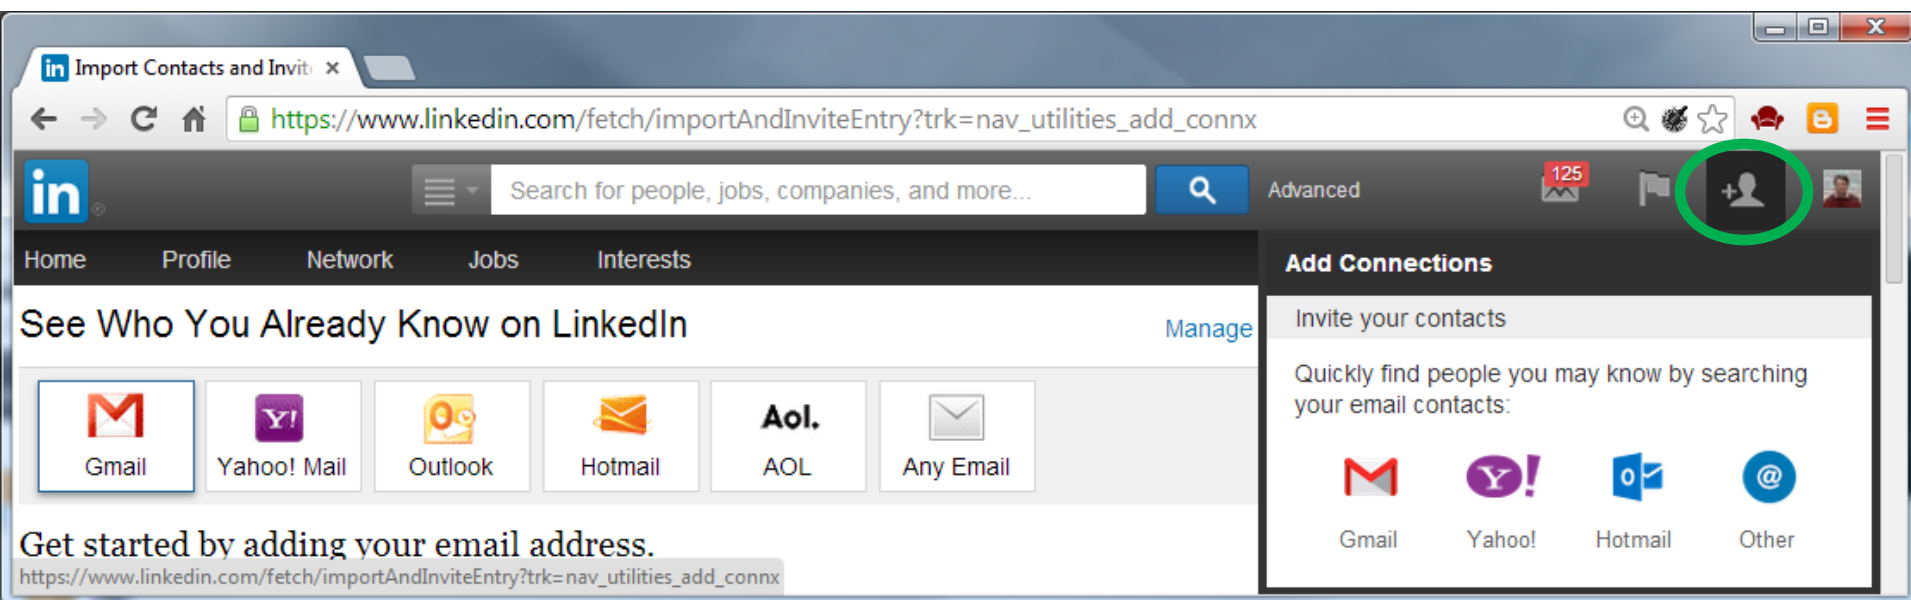 in Import Contacts and Invit
https://www.linkedin.com/fetch/importAndInviteEntry?trk=nav_utilities_add_connx
in
Search for people, jobs, companies, and more...
Advanced
125
Home Profile Network Jobs Interests
Add Connections
See Who You Already Know on LinkedIn
Manage
Invite your contacts
Quickly find people you may know by searching
your email contacts:
Y!
Aol.
Gmail Yahoo! Mail Outlook Hotmail AOL Any Email
Y!
@
Gmail Yahoo! Hotmail Other
Get started by adding your email address.
https://www.linkedin.com/fetch/importAndInviteEntry?trk=nav_utilities_add_connx